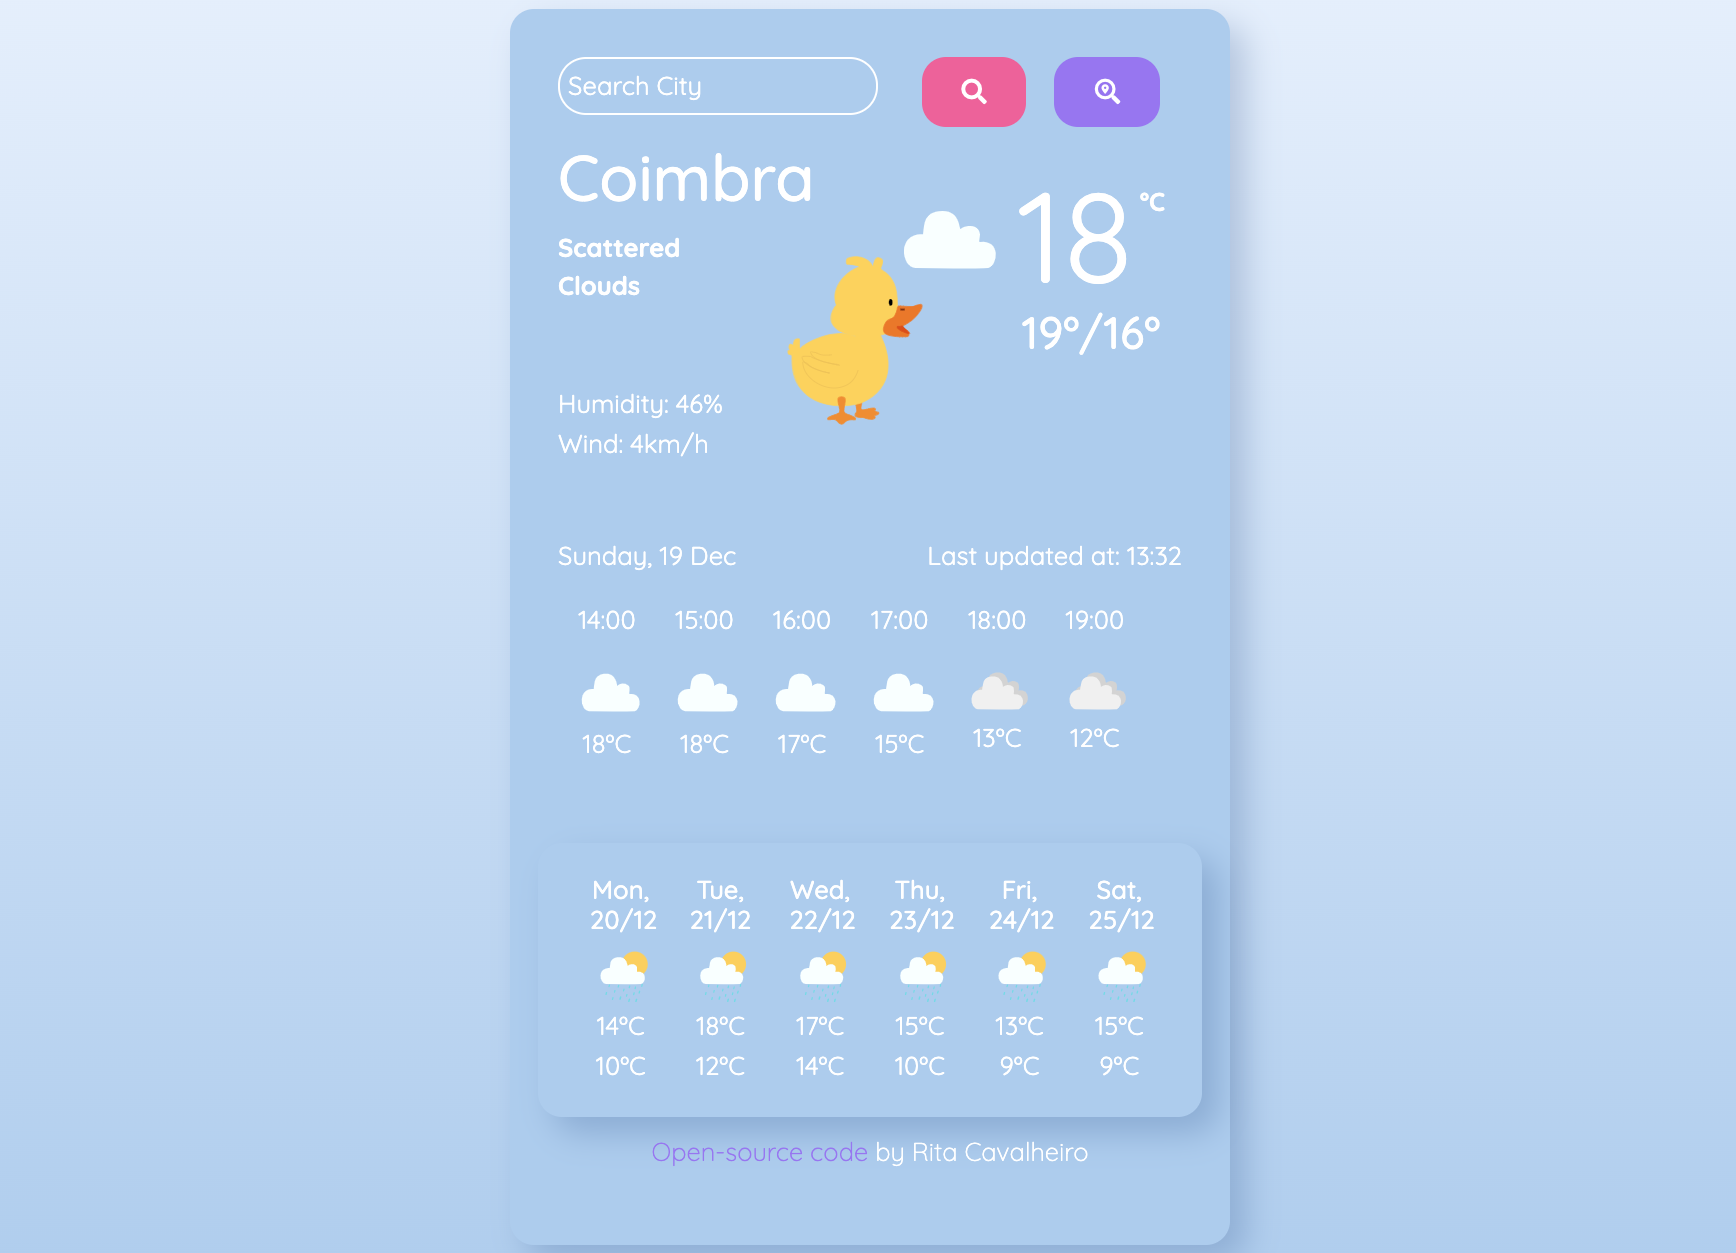 Search City
Coimbra
18 °C
Scattered
Clouds
19°/16°
Humidity: 46%
Wind: 4km/h
Sunday, 19 Dec
Last updated at: 13:32
14:00 15:00 16:00 17:00 18:00 19:00
18°C 18°C 17°C 15°C 13°C 12°C
Mon, Tue, Wed, Thu, Fri, Sat,
20/12 21/12 22/12 23/12 24/12 25/12
14°C 18°C 17°C 15°C 13°C 15°C
10°C 12°C 14°C 10°C 9°C 9°C
Open-source code by Rita Cavalheiro